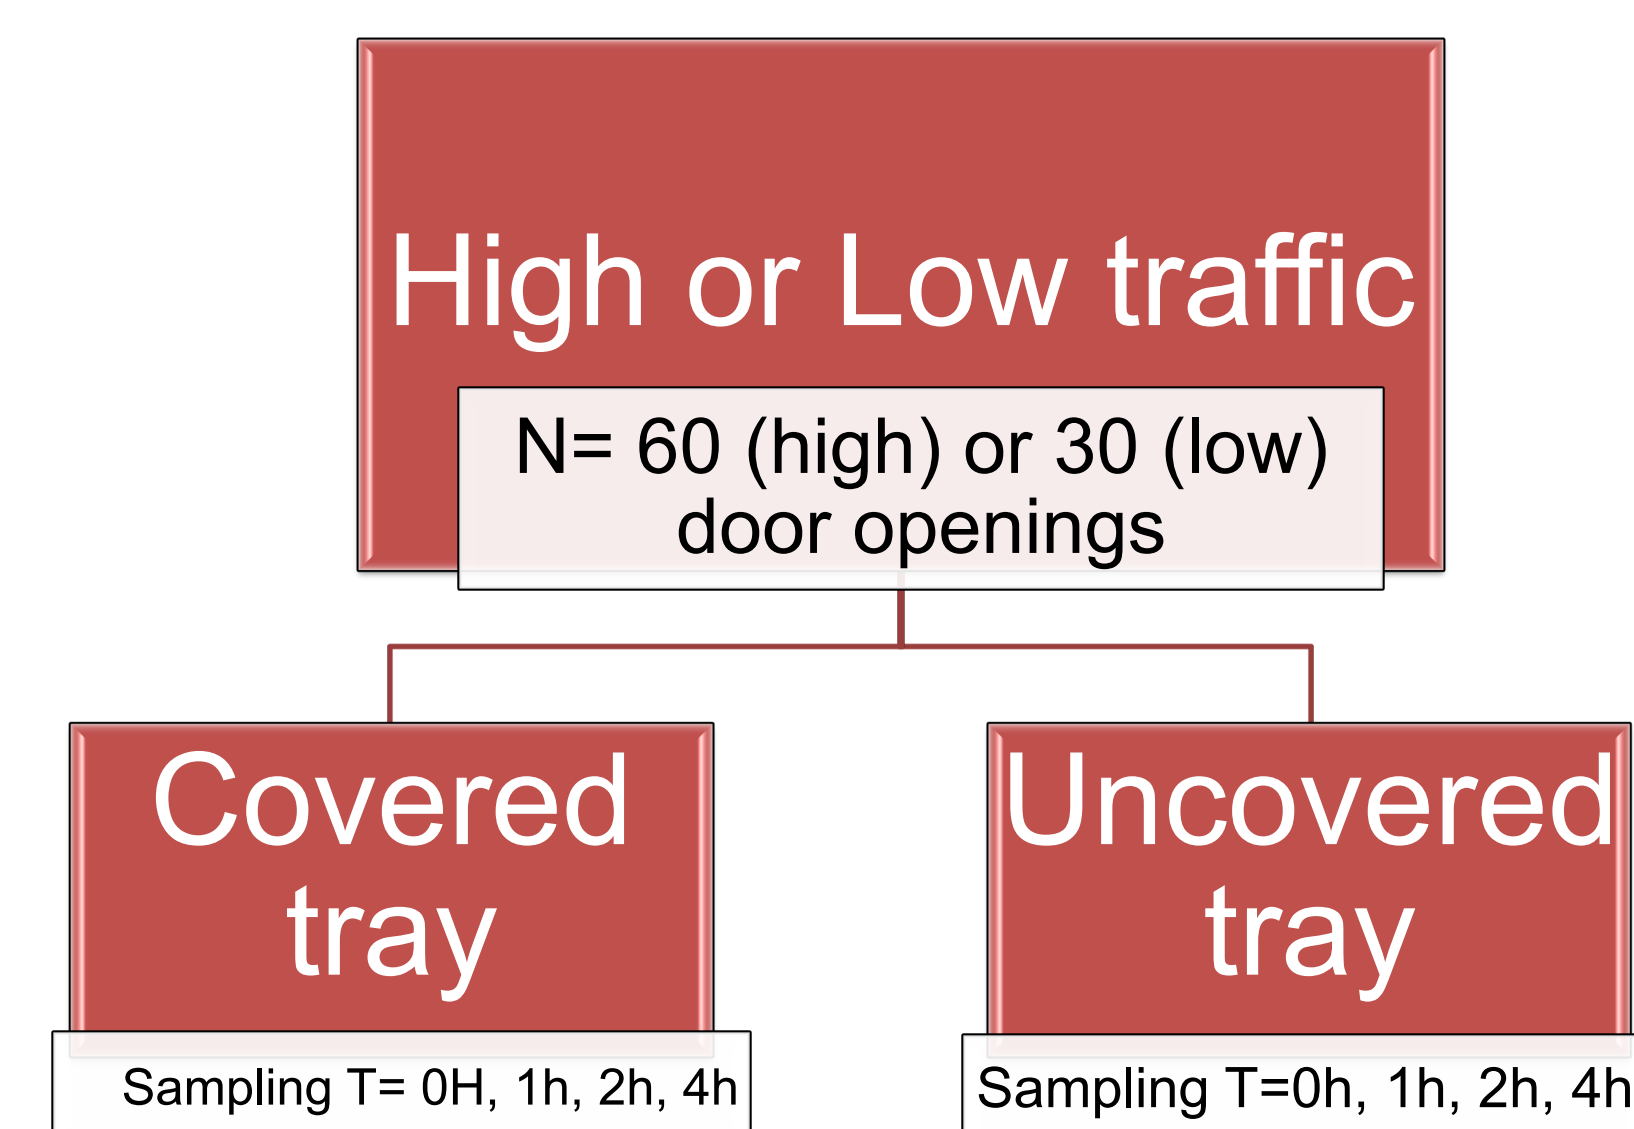 High or Low traffic
N= 60 (high) or 30 (low)
door openings
Covered
tray
Sampling T= 0H, 1h, 2h, 4h
Uncovered
tray
Sampling T=0h, 1h, 2h, 4h